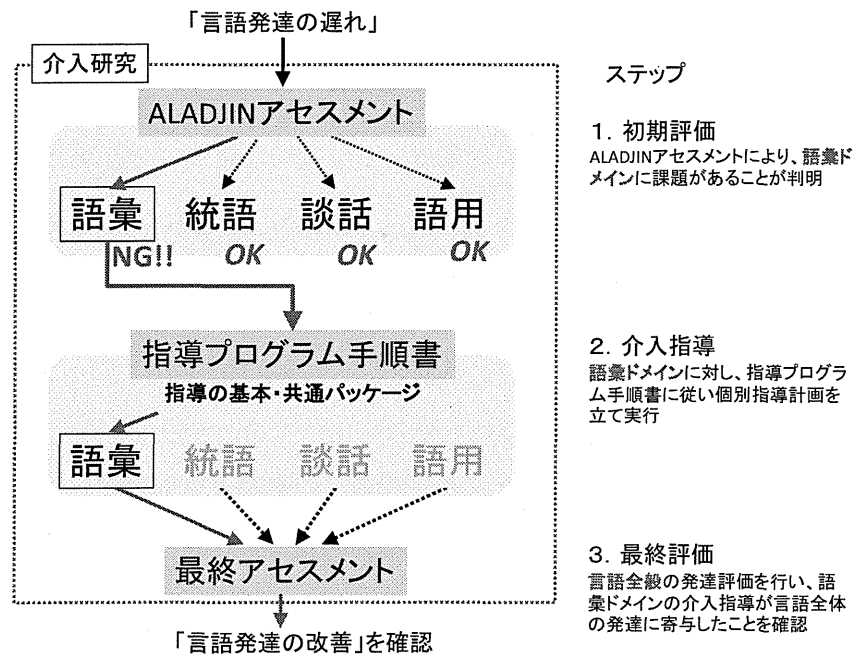 「言語発達の遅れ」
介入研究
ステップ
ALADJINアセスメント
1. 初期評価
ALADJINアセスメントにより、語彙ド
メインに課題があることが判明
語彙 統語 談話 語用
NG!! OK OK OK
指導プログラム手順書
指導の基本・共通パッケージ
2. 介入指導
語彙ドメインに対し、指導プログラ
ム手順書に従い個別指導計画を
立て実行
語彙 統語 談話 語用
最終アセスメント
3. 最終評価
言語全般の発達評価を行い、語
彙ドメインの介入指導が言語全体
の発達に寄与したことを確認
「言語発達の改善」を確認